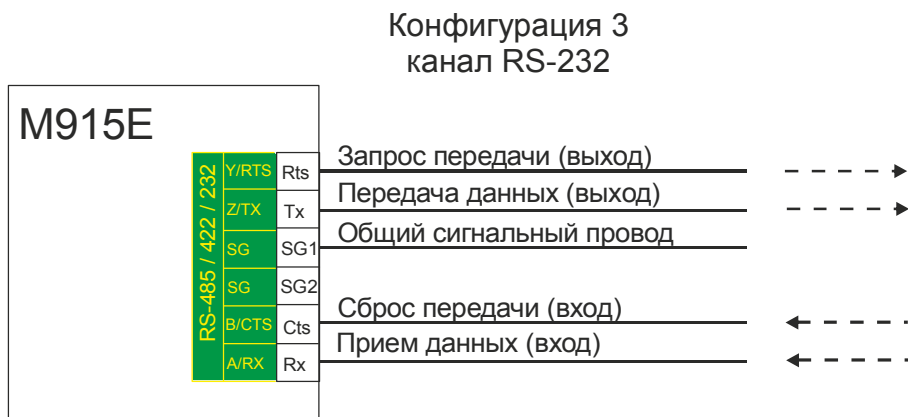 Конфигурация 3
канал RS-232
M915E
RS-485 / 422 / 232
Y/RTS Rts Запрос передачи (выход)
Z/TX Tx Передача данных (выход)
SG SG1 Общий сигнальный провод
SG SG2
B/CTS Cts Сброс передачи (вход)
A/RX Rx Прием данных (вход)